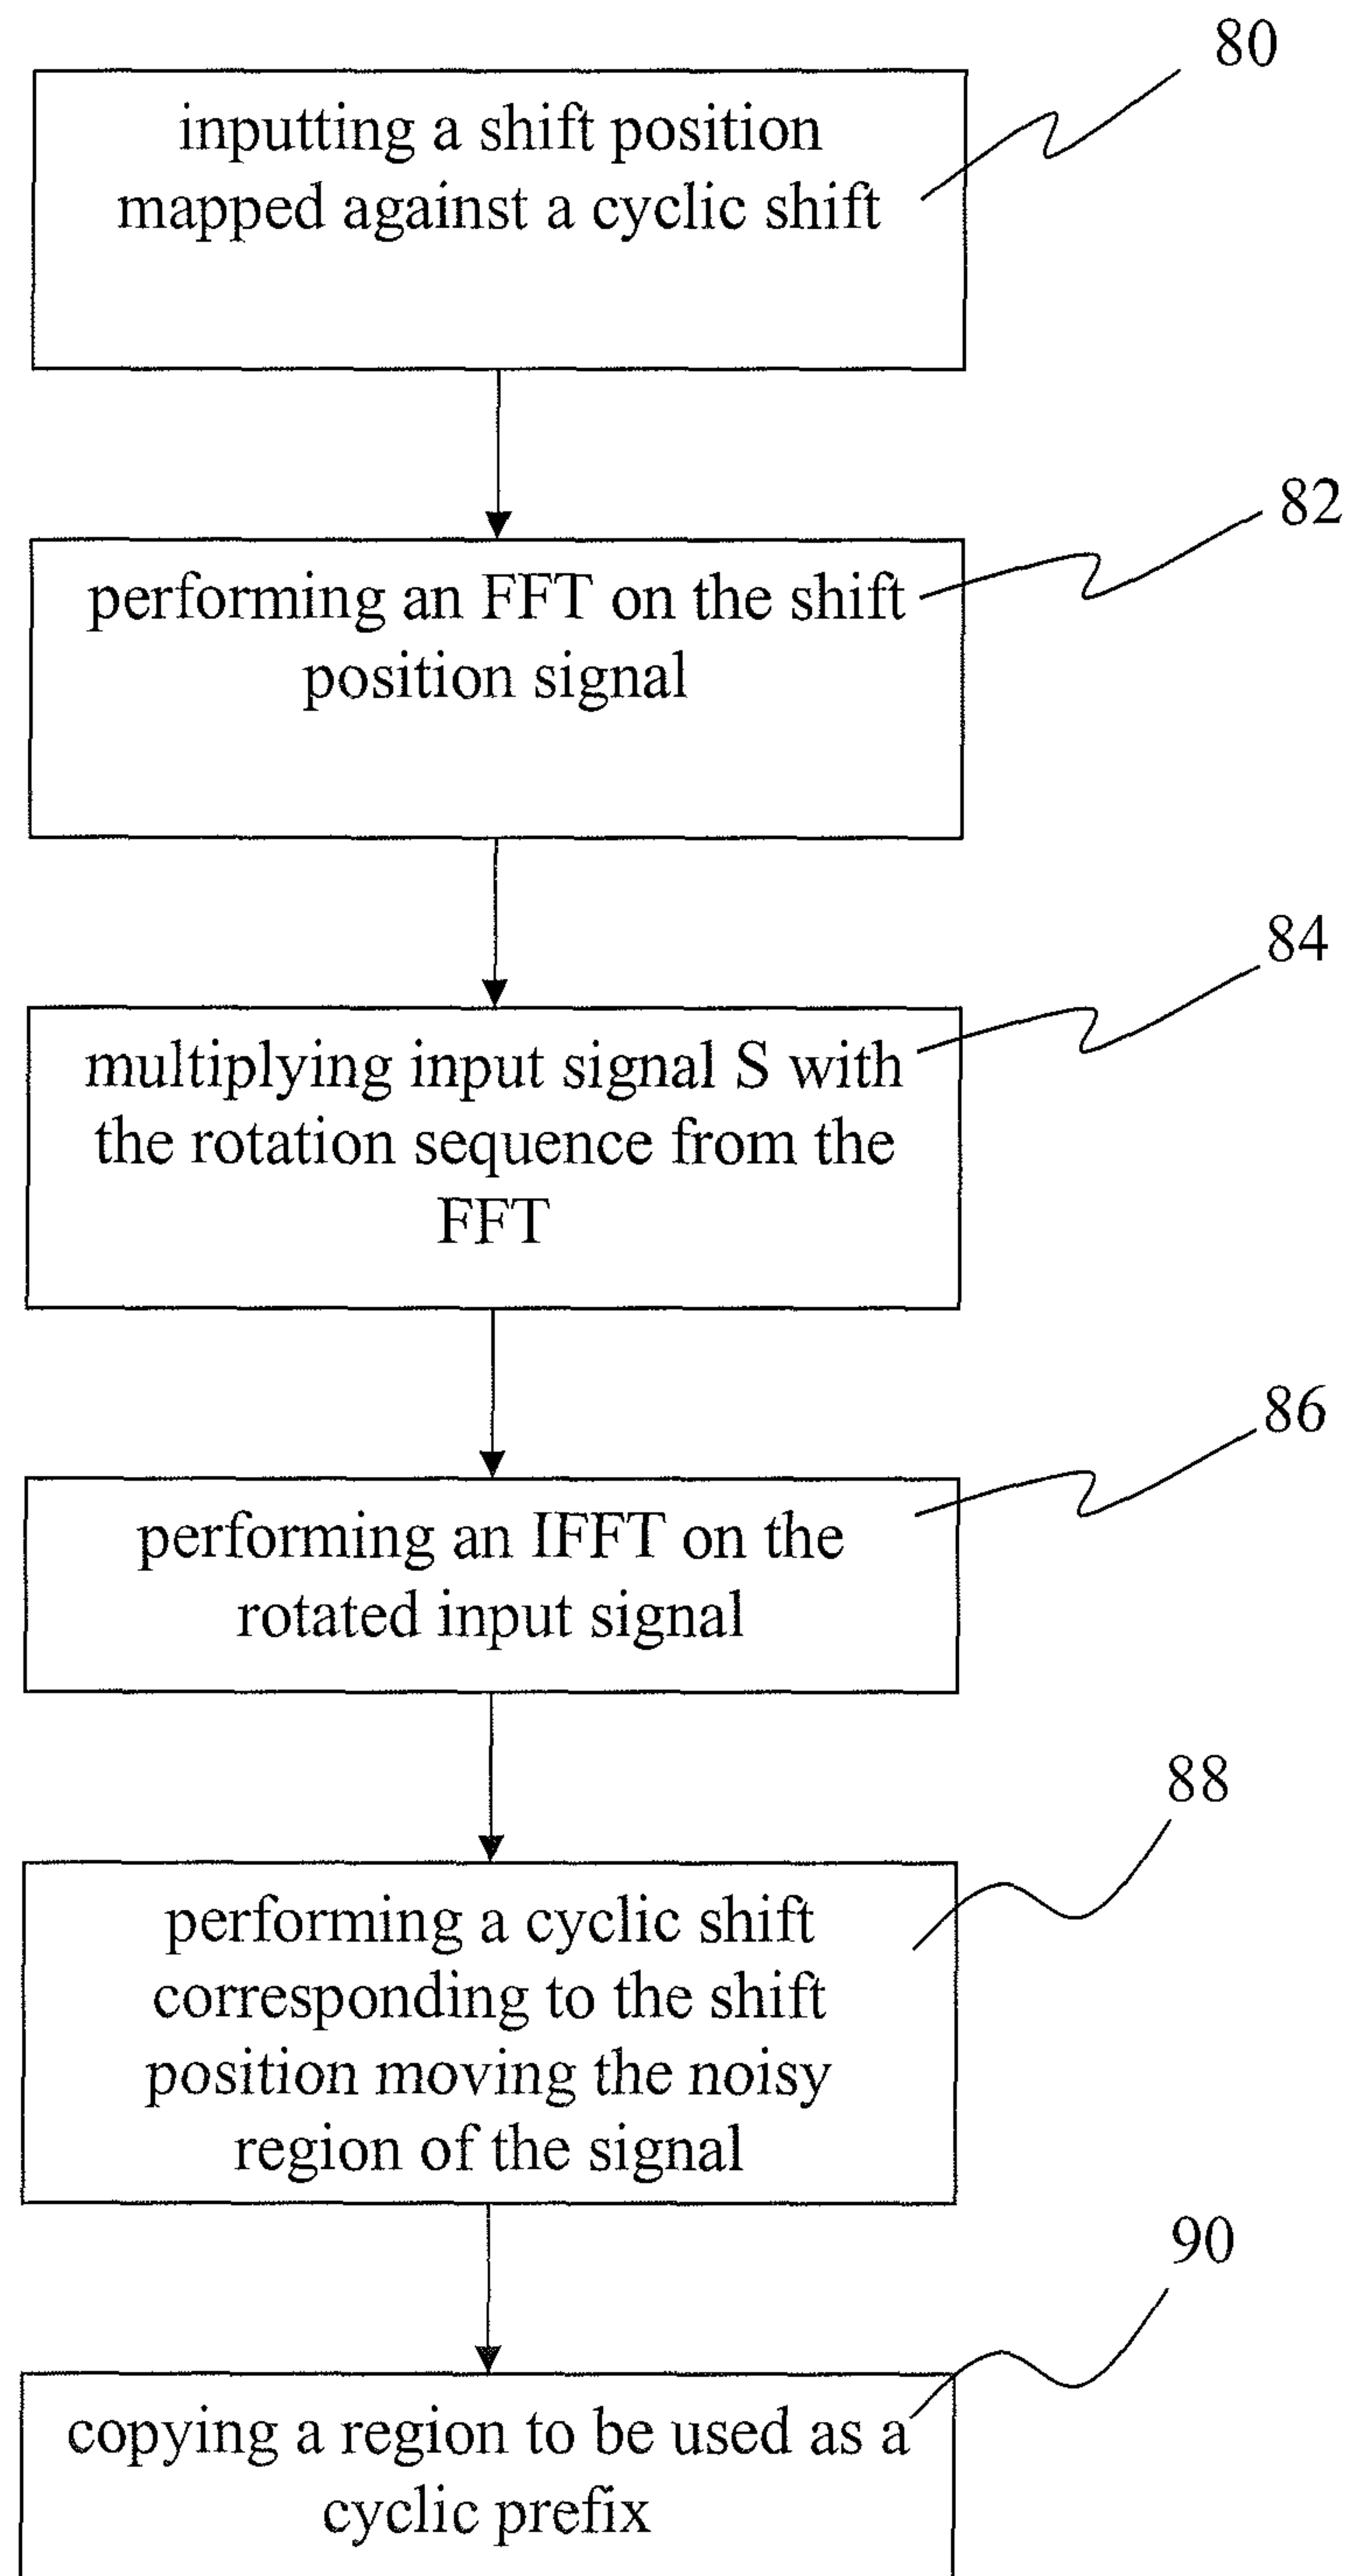 80
inputting a shift position
mapped against a cyclic shift
82
performing an FFT on the shift
position signal
84
multiplying input signal S with
the rotation sequence from the
FFT
86
performing an IFFT on the
rotated input signal
88
performing a cyclic shift
corresponding to the shift
position moving the noisy
region of the signal
90
copying a region to be used as a
cyclic prefix